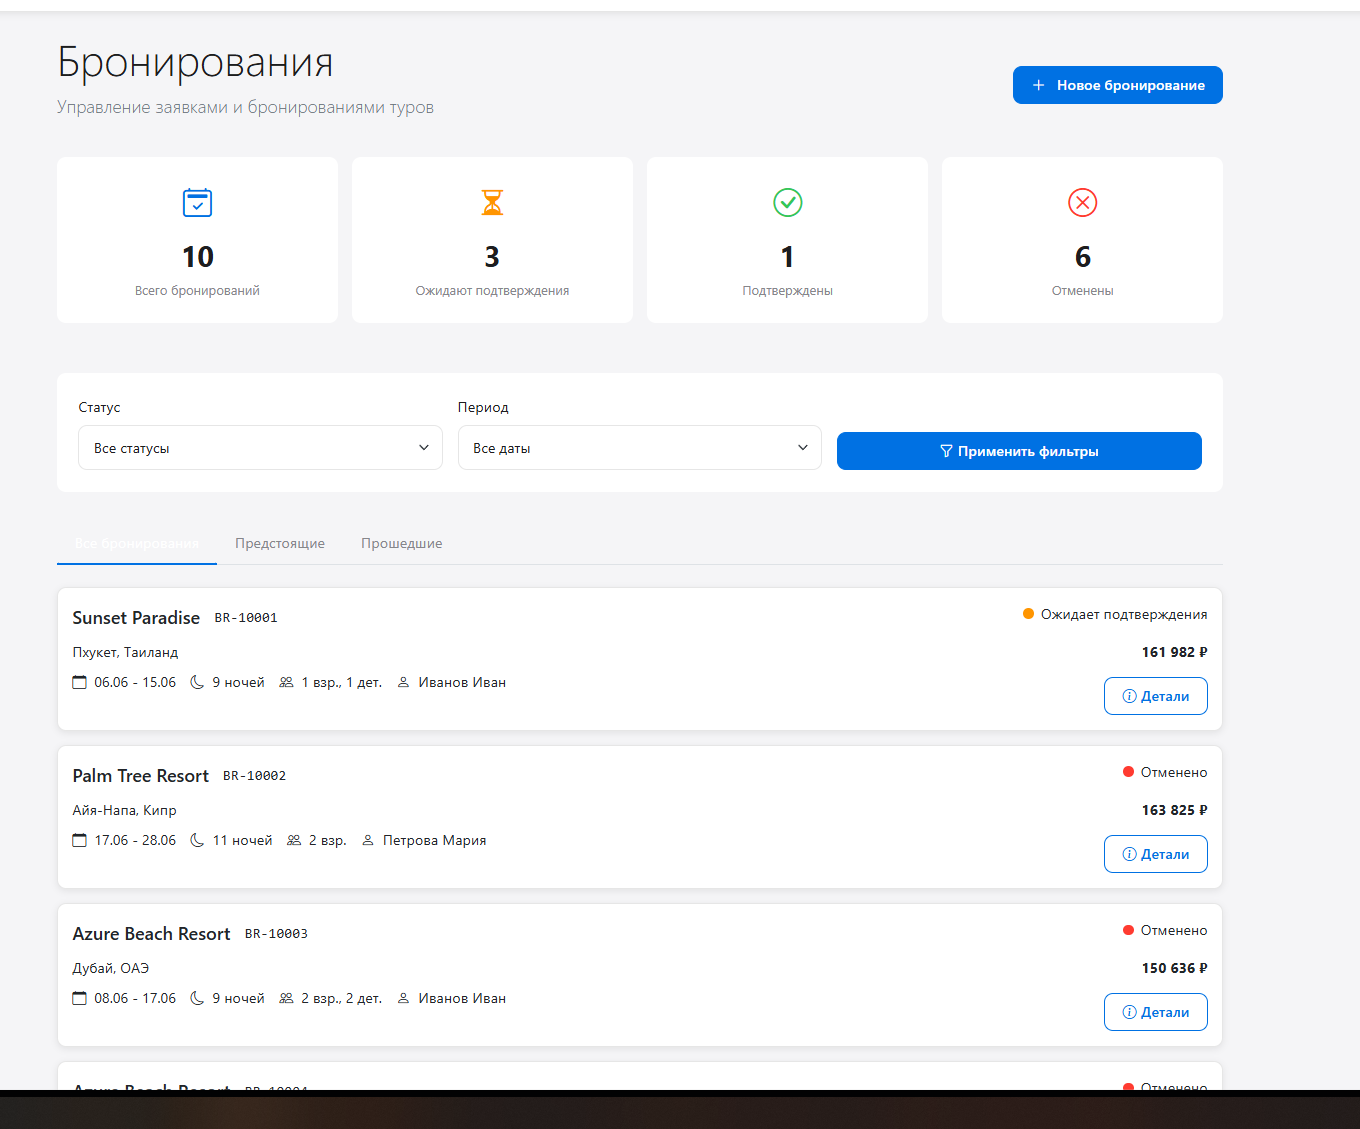 Бронирования
Управление заявками и бронированиями туров
Новое бронирование
10
Всего бронирований
3
Ожидают подтверждения
1
Подтверждены
6
Отменены
Статус
Все статусы
Период
Все даты
Применить фильтры
Все бронирования Предстоящие Прошедшие
Sunset Paradise BR-10001
Ожидает подтверждения
Пхукет, Таиланд
161 982 ₽
06.06 - 15.06 9 ночей 1 взр., 1 дет. Иванов Иван
Детали
Palm Tree Resort BR-10002
Отменено
Айя-Напа, Кипр
163 825 ₽
17.06 - 28.06 11 ночей 2 взр. Петрова Мария
Детали
Azure Beach Resort BR-10003
Отменено
Дубай, ОАЭ
150 636 ₽
08.06 - 17.06 9 ночей 2 взр., 2 дет. Иванов Иван
Детали
Azure Beach Resort BR-10004
Отменено